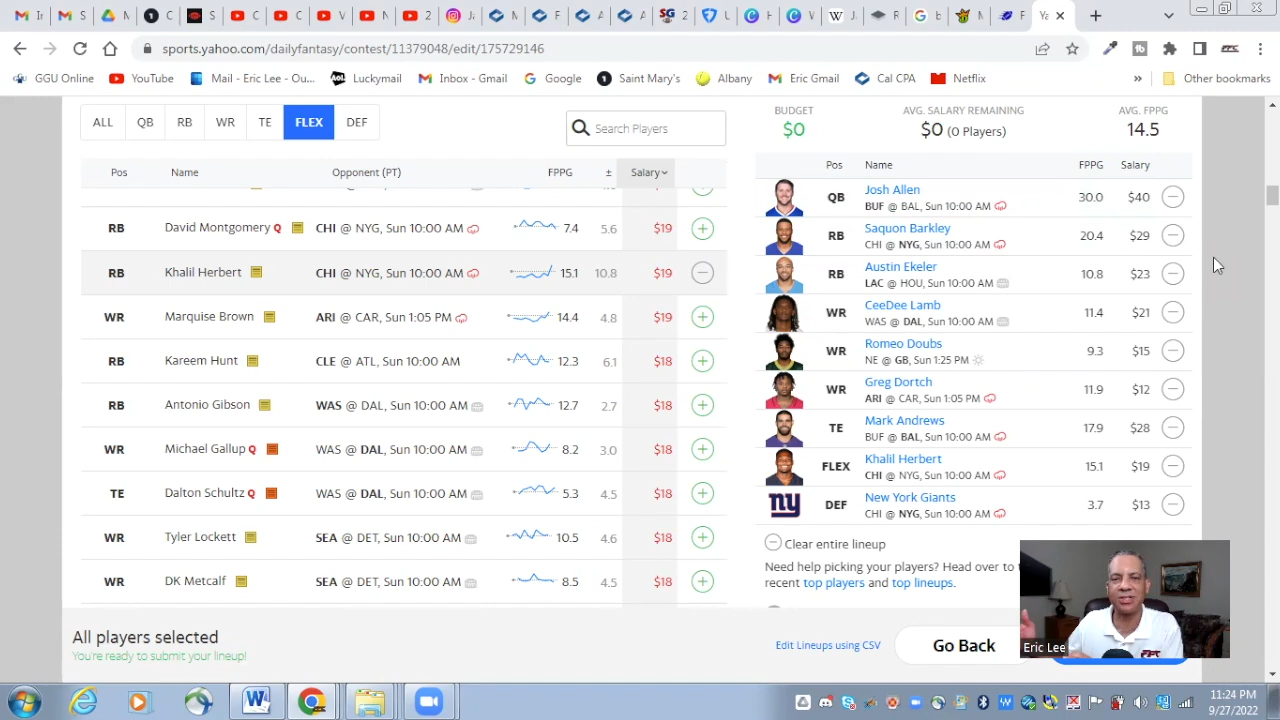 sports.yahoo.com/dailyfantasy/contest/11379048/edit/175729146
GGU Online YouTube Mail - Eric Lee - Ou... Luckymail Inbox - Gmail Google Saint Mary's Albany Eric Gmail Cal CPA Netflix » Other bookmarks
ALL QB RB WR TE FLEX DEF
Search Players
Pos Name Opponent (PT) FPPG ± Salary
RB David Montgomery Q CHI @ NYG, Sun 10:00 AM 7.4 5.6 $19
RB Khalil Herbert CHI @ NYG, Sun 10:00 AM 15.1 10.8 $19
WR Marquise Brown ARI @ CAR, Sun 1:05 PM 14.4 4.8 $19
RB Kareem Hunt CLE @ ATL, Sun 10:00 AM 12.3 6.1 $18
RB Antonio Gibson WAS @ DAL, Sun 10:00 AM 12.7 2.7 $18
WR Michael Gallup Q WAS @ DAL, Sun 10:00 AM 8.2 3.0 $18
TE Dalton Schultz Q WAS @ DAL, Sun 10:00 AM 5.3 4.5 $18
WR Tyler Lockett SEA @ DET, Sun 10:00 AM 10.5 4.6 $18
WR DK Metcalf SEA @ DET, Sun 10:00 AM 8.5 4.5 $18
All players selected
You're ready to submit your lineup!
BUDGET AVG. SALARY REMAINING AVG. FPPG
$0 $0 (0 Players) 14.5
Pos Name FPPG Salary
QB Josh Allen 30.0 $40
BUF @ BAL, Sun 10:00 AM
RB Saquon Barkley 20.4 $29
CHI @ NYG, Sun 10:00 AM
RB Austin Ekeler 10.8 $23
LAC @ HOU, Sun 10:00 AM
WR CeeDee Lamb 11.4 $21
WAS @ DAL, Sun 10:00 AM
WR Romeo Doubs 9.3 $15
NE @ GB, Sun 1:25 PM
WR Greg Dortch 11.9 $12
ARI @ CAR, Sun 1:05 PM
TE Mark Andrews 17.9 $28
BUF @ BAL, Sun 10:00 AM
FLEX Khalil Herbert 15.1 $19
CHI @ NYG, Sun 10:00 AM
ny DEF New York Giants 3.7 $13
CHI @ NYG, Sun 10:00 AM
Clear entire lineup
Need help picking your players? Head over to
recent top players and top lineups.
Edit Lineups using CSV Go Back
Eric Lee
11:24 PM
9/27/2022